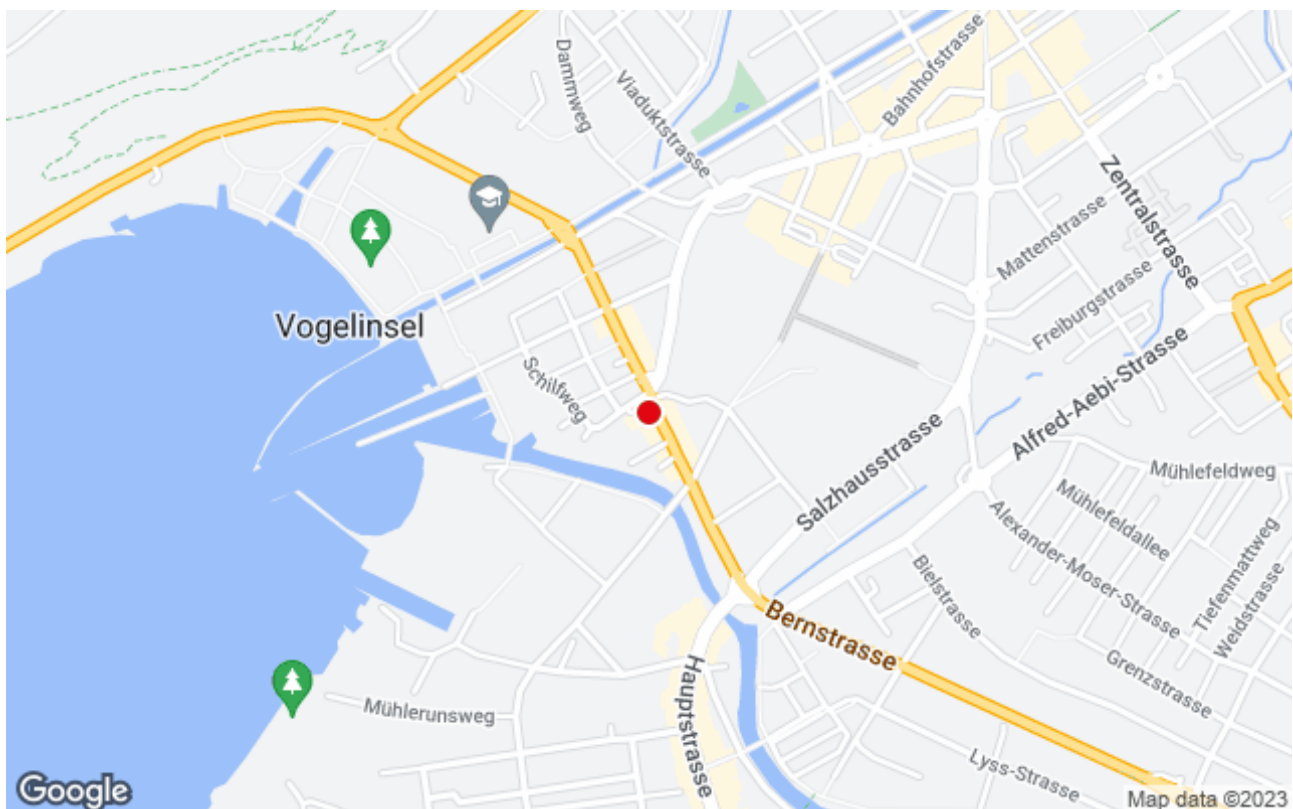 Dammweg
Viaduktstrasse
Bahnhofstrasse
Zentralstrasse
Mattenstrasse
Freiburgstrasse
Vogelinsel
Schilfweg
Alfred-Aebi-Strasse
Salzhausstrasse
Mühlefeldweg
Mühlefeldallee
Alexander-Moser-Strasse
Tiefenmattweg
Weidstrasse
Bielstrasse
Bernstrasse
Grenzstrasse
Hauptstrasse
Mühlerunsweg
Lyss-Strasse
Google
Map data ©2023